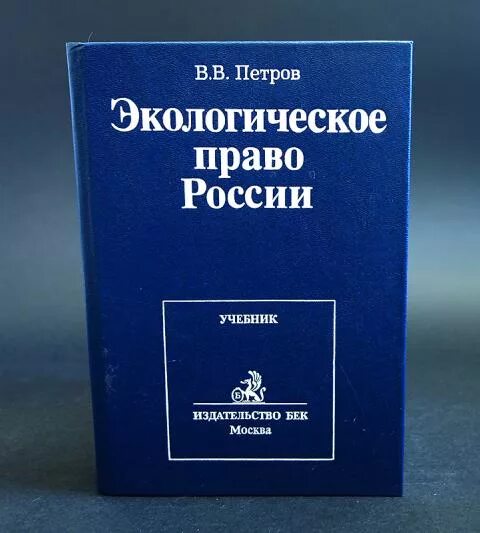 В.В. Петров
Экологическое
право
России
УЧЕБНИК
Б
ИЗДАТЕЛЬСТВО БЕК
Москва